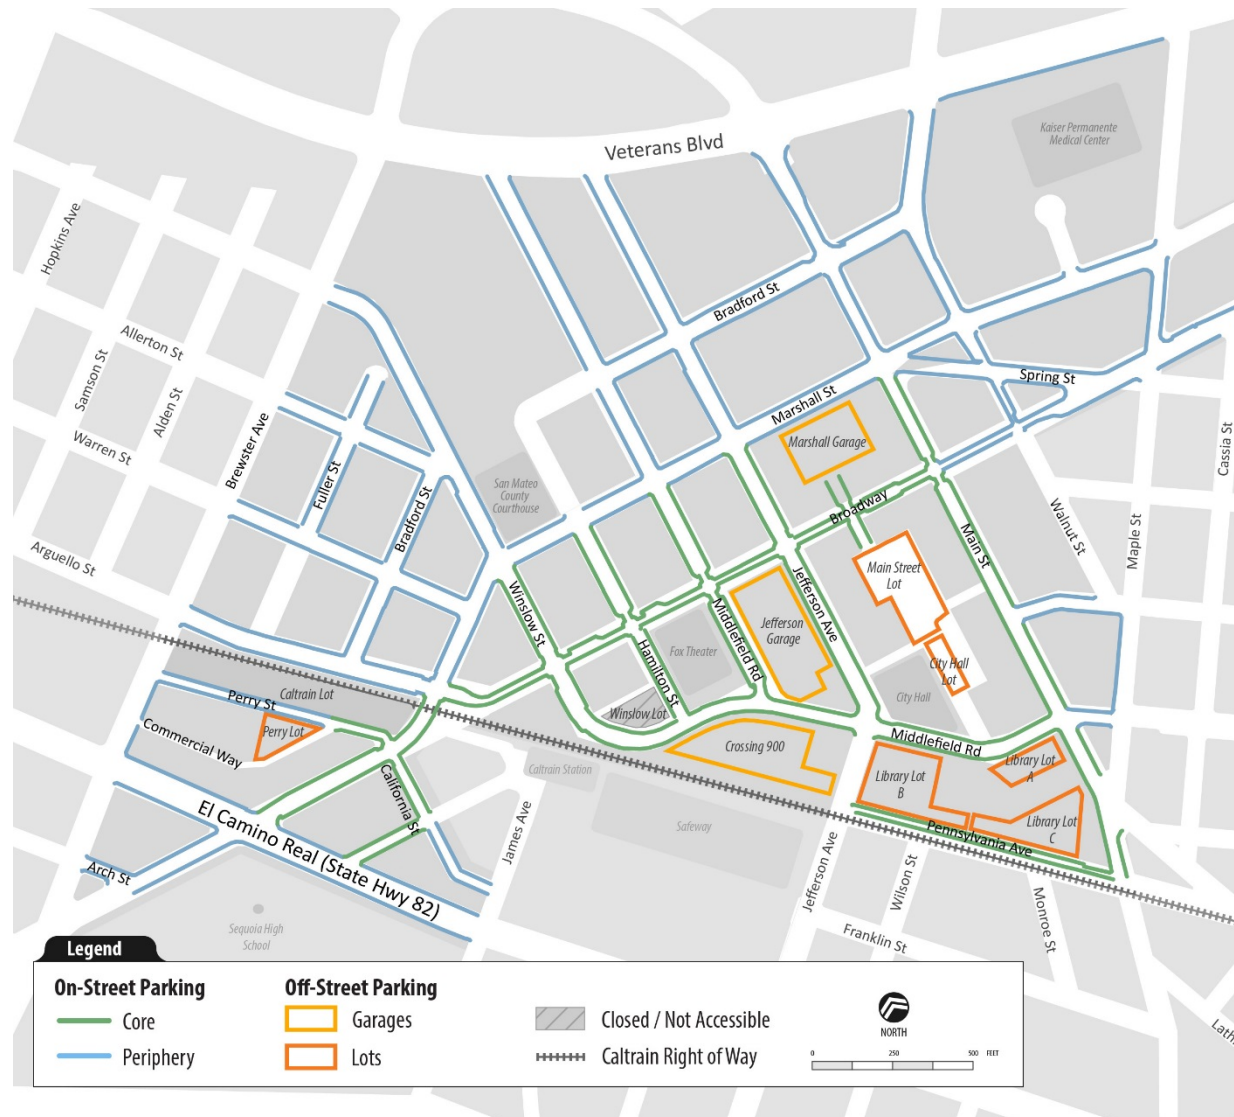 Veterans Blvd
Kaiser Permanente
Medical Center
Hopkins Ave
Allerton St
Samson St
Alden St
Warren St
Brewster Ave
Fuller St
Bradford St
Arguello St
Bradford St
Marshall St
Spring St
Marshall Garage
San Mateo
County
Courthouse
Broadway
Main St
Walnut St
Maple St
Cassia St
Main Street
Lot
Winslow St
Hamilton St
Middlefield Rd
Jefferson Ave
Jefferson
Garage
Fox Theater
City Hall
Lot
City Hall
Winslow Lot
Caltrain Lot
Perry St
Perry Lot
Commercial Way
California St
Caltrain Station
Crossing 900
Middlefield Rd
Library Lot
A
Library Lot
B
Library Lot
C
Pennsylvania Ave
Safeway
El Camino Real (State Hwy 82)
James Ave
Jefferson Ave
Wilson St
Monroe St
Franklin St
Arch St
Sequoia High
School
Lath
Legend
On-Street Parking
Core
Periphery
Off-Street Parking
Garages
Lots
Closed / Not Accessible
Caltrain Right of Way
NORTH
0 250 500 FEET